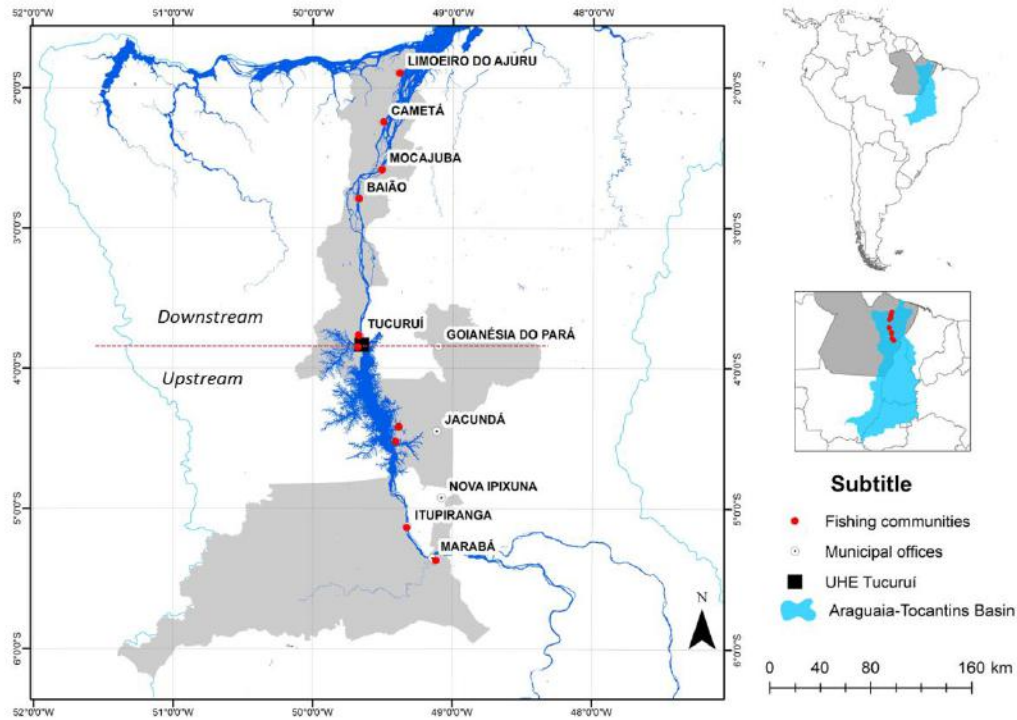 52°0'0"W
51°0'0"W
50°0'0"W
49°0'0"W
48°0'0"W
2°0'0"S
3°0'0"S
4°0'0"S
5°0'0"S
6°0'0"S
LIMOEIRO DO AJURU
CAMETÁ
MOCAJUBA
BAIÃO
Downstream
TUCURUÍ
GOIANÉSIA DO PARÁ
Upstream
JACUNDÁ
NOVA IPIXUNA
ITUPIRANGA
MARABÁ
N
2°0'0"S
3°0'0"S
4°0'0"S
5°0'0"S
6°0'0"S
52°0'0"W
51°0'0"W
50°0'0"W
49°0'0"W
48°0'0"W
Subtitle
Fishing communities
Municipal offices
UHE Tucuruí
Araguaia-Tocantins Basin
0 40 80 160 km